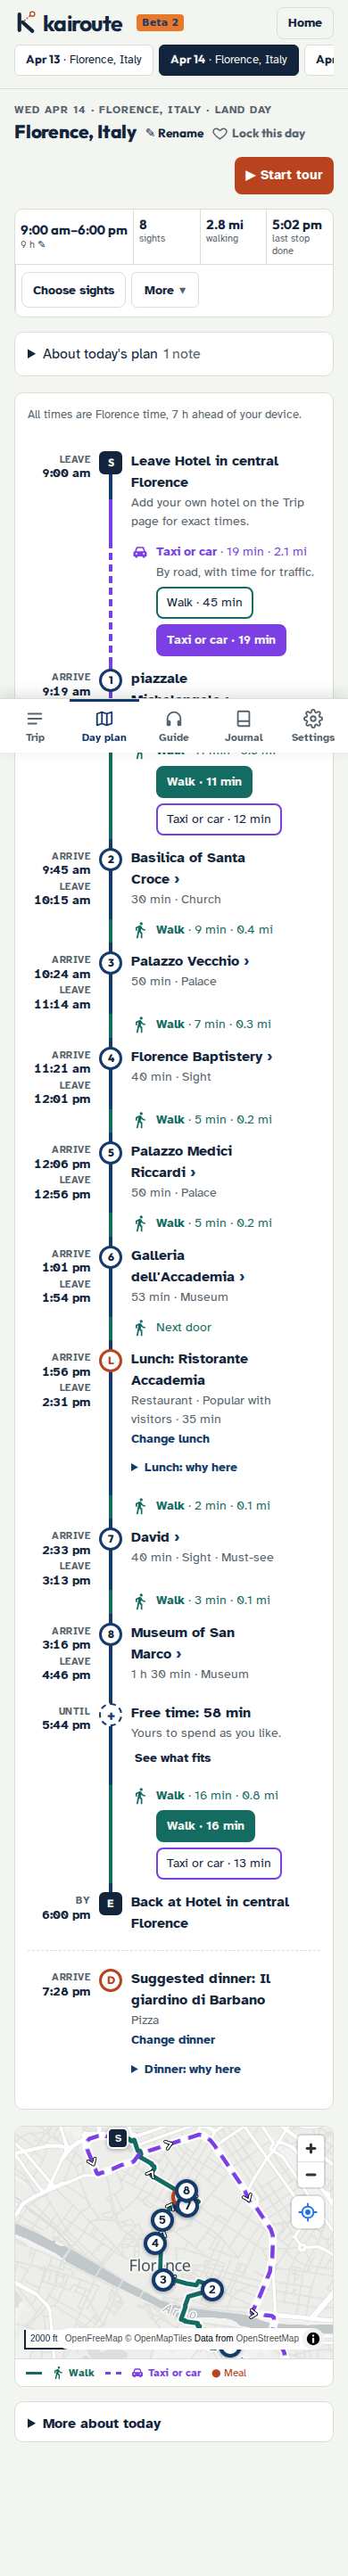 kairoute Beta 2 Home
Apr 13 · Florence, Italy Apr 14 · Florence, Italy
WED APR 14 · FLORENCE, ITALY · LAND DAY
Florence, Italy ✎ Rename ♡ Lock this day
▶ Start tour
9:00 am–6:00 pm 8 2.8 mi 5:02 pm
9 h ✎ sights walking last stop
done
Choose sights More ▾
▶ About today's plan 1 note
All times are Florence time, 7 h ahead of your device.
LEAVE S Leave Hotel in central
9:00 am Florence
Add your own hotel on the Trip
page for exact times.
Taxi or car · 19 min · 2.1 mi
By road, with time for traffic.
Walk · 45 min
Taxi or car · 19 min
ARRIVE 1 piazzale
9:19 am
Trip Day plan Guide Journal Settings
Walk · 11 min
Taxi or car · 12 min
ARRIVE 2 Basilica of Santa
9:45 am Croce ›
LEAVE 30 min · Church
10:15 am
Walk · 9 min · 0.4 mi
ARRIVE 3 Palazzo Vecchio ›
10:24 am 50 min · Palace
LEAVE
11:14 am
Walk · 7 min · 0.3 mi
ARRIVE 4 Florence Baptistery ›
11:21 am 40 min · Sight
LEAVE
12:01 pm
Walk · 5 min · 0.2 mi
ARRIVE 5 Palazzo Medici
12:06 pm Riccardi ›
LEAVE 50 min · Palace
12:56 pm
Walk · 5 min · 0.2 mi
ARRIVE 6 Galleria
1:01 pm dell'Accademia ›
LEAVE 53 min · Museum
1:54 pm
Next door
ARRIVE L Lunch: Ristorante
1:56 pm Accademia
LEAVE Restaurant · Popular with
2:31 pm visitors · 35 min
Change lunch
▶ Lunch: why here
Walk · 2 min · 0.1 mi
ARRIVE 7 David ›
2:33 pm 40 min · Sight · Must-see
LEAVE
3:13 pm
Walk · 3 min · 0.1 mi
ARRIVE 8 Museum of San
3:16 pm Marco ›
LEAVE 1 h 30 min · Museum
4:46 pm
UNTIL + Free time: 58 min
5:44 pm Yours to spend as you like.
See what fits
Walk · 16 min · 0.8 mi
Walk · 16 min
Taxi or car · 13 min
BY E Back at Hotel in central
6:00 pm Florence
ARRIVE D Suggested dinner: Il
7:28 pm giardino di Barbano
Pizza
Change dinner
▶ Dinner: why here
S
+
−
8
7
5
4
Florence
3
2
2000 ft OpenFreeMap © OpenMapTiles Data from OpenStreetMap
Walk Taxi or car Meal
▶ More about today